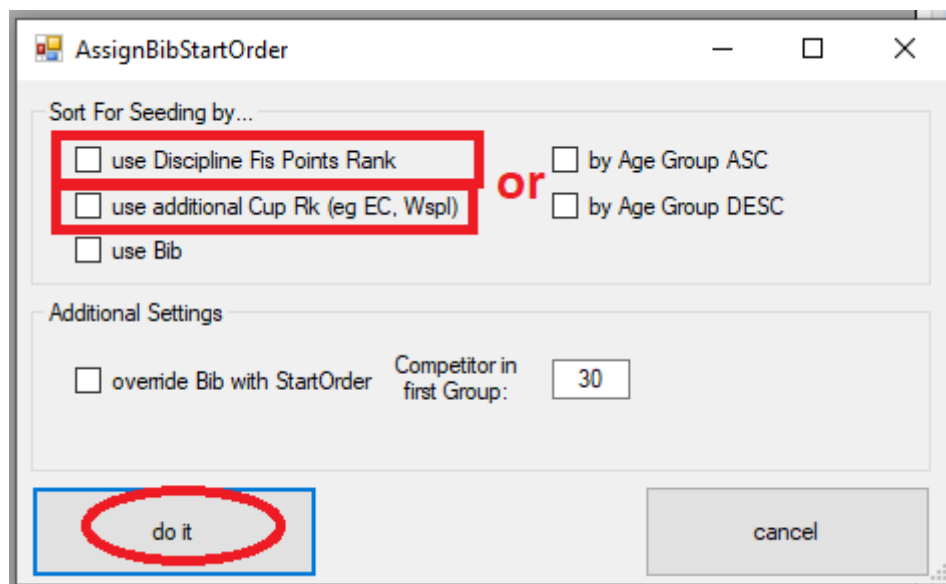 AssignBibStartOrder
Sort For Seeding by...
use Discipline Fis Points Rank
by Age Group ASC
or
use additional Cup Rk (eg EC, Wspl)
by Age Group DESC
use Bib
Additional Settings
override Bib with StartOrder
Competitor in
first Group:
30
do it
cancel